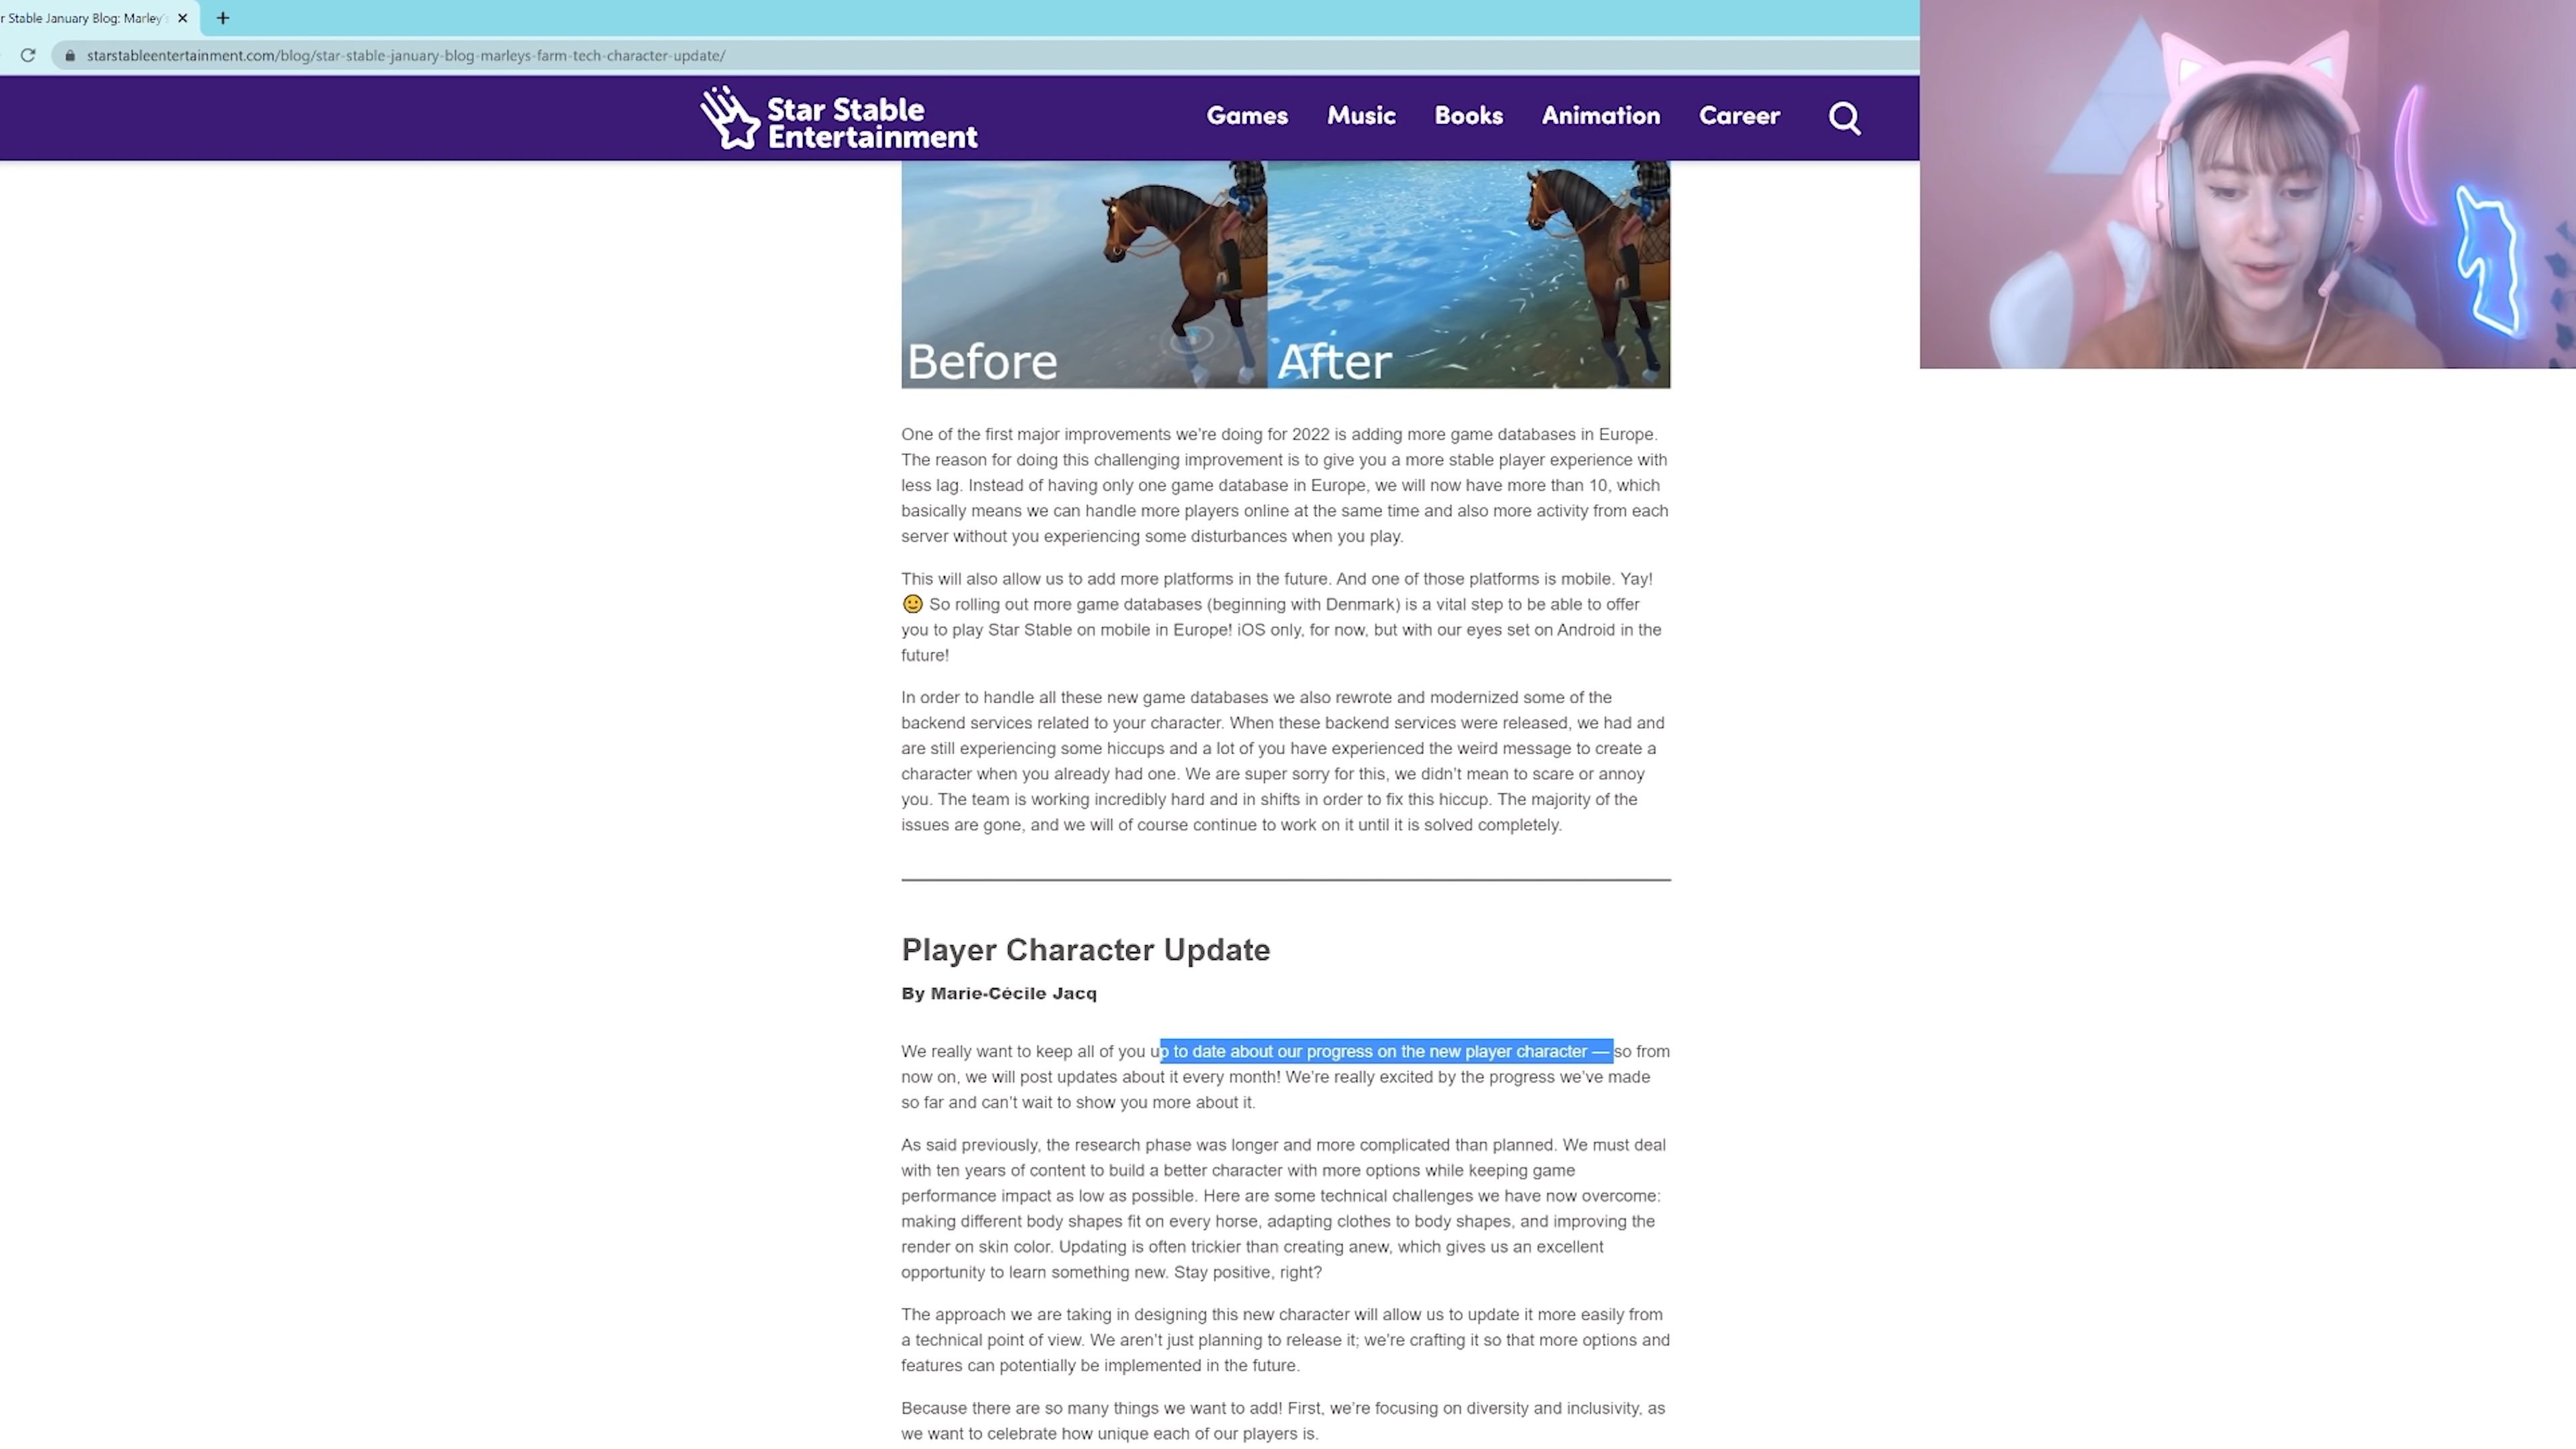 r Stable January Blog: Marley's
starstableentertainment.com/blog/star-stable-january-blog-marleys-farm-tech-character-update/
Star Stable
Entertainment
Games Music Books Animation Career
Before After
One of the first major improvements we're doing for 2022 is adding more game databases in Europe.
The reason for doing this challenging improvement is to give you a more stable player experience with
less lag. Instead of having only one game database in Europe, we will now have more than 10, which
basically means we can handle more players online at the same time and also more activity from each
server without you experiencing some disturbances when you play.
This will also allow us to add more platforms in the future. And one of those platforms is mobile. Yay!
🙂 So rolling out more game databases (beginning with Denmark) is a vital step to be able to offer
you to play Star Stable on mobile in Europe! iOS only, for now, but with our eyes set on Android in the
future!
In order to handle all these new game databases we also rewrote and modernized some of the
backend services related to your character. When these backend services were released, we had and
are still experiencing some hiccups and a lot of you have experienced the weird message to create a
character when you already had one. We are super sorry for this, we didn't mean to scare or annoy
you. The team is working incredibly hard and in shifts in order to fix this hiccup. The majority of the
issues are gone, and we will of course continue to work on it until it is solved completely.
Player Character Update
By Marie-Cécile Jacq
We really want to keep all of you up to date about our progress on the new player character — so from
now on, we will post updates about it every month! We're really excited by the progress we've made
so far and can't wait to show you more about it.
As said previously, the research phase was longer and more complicated than planned. We must deal
with ten years of content to build a better character with more options while keeping game
performance impact as low as possible. Here are some technical challenges we have now overcome:
making different body shapes fit on every horse, adapting clothes to body shapes, and improving the
render on skin color. Updating is often trickier than creating anew, which gives us an excellent
opportunity to learn something new. Stay positive, right?
The approach we are taking in designing this new character will allow us to update it more easily from
a technical point of view. We aren't just planning to release it; we're crafting it so that more options and
features can potentially be implemented in the future.
Because there are so many things we want to add! First, we're focusing on diversity and inclusivity, as
we want to celebrate how unique each of our players is.